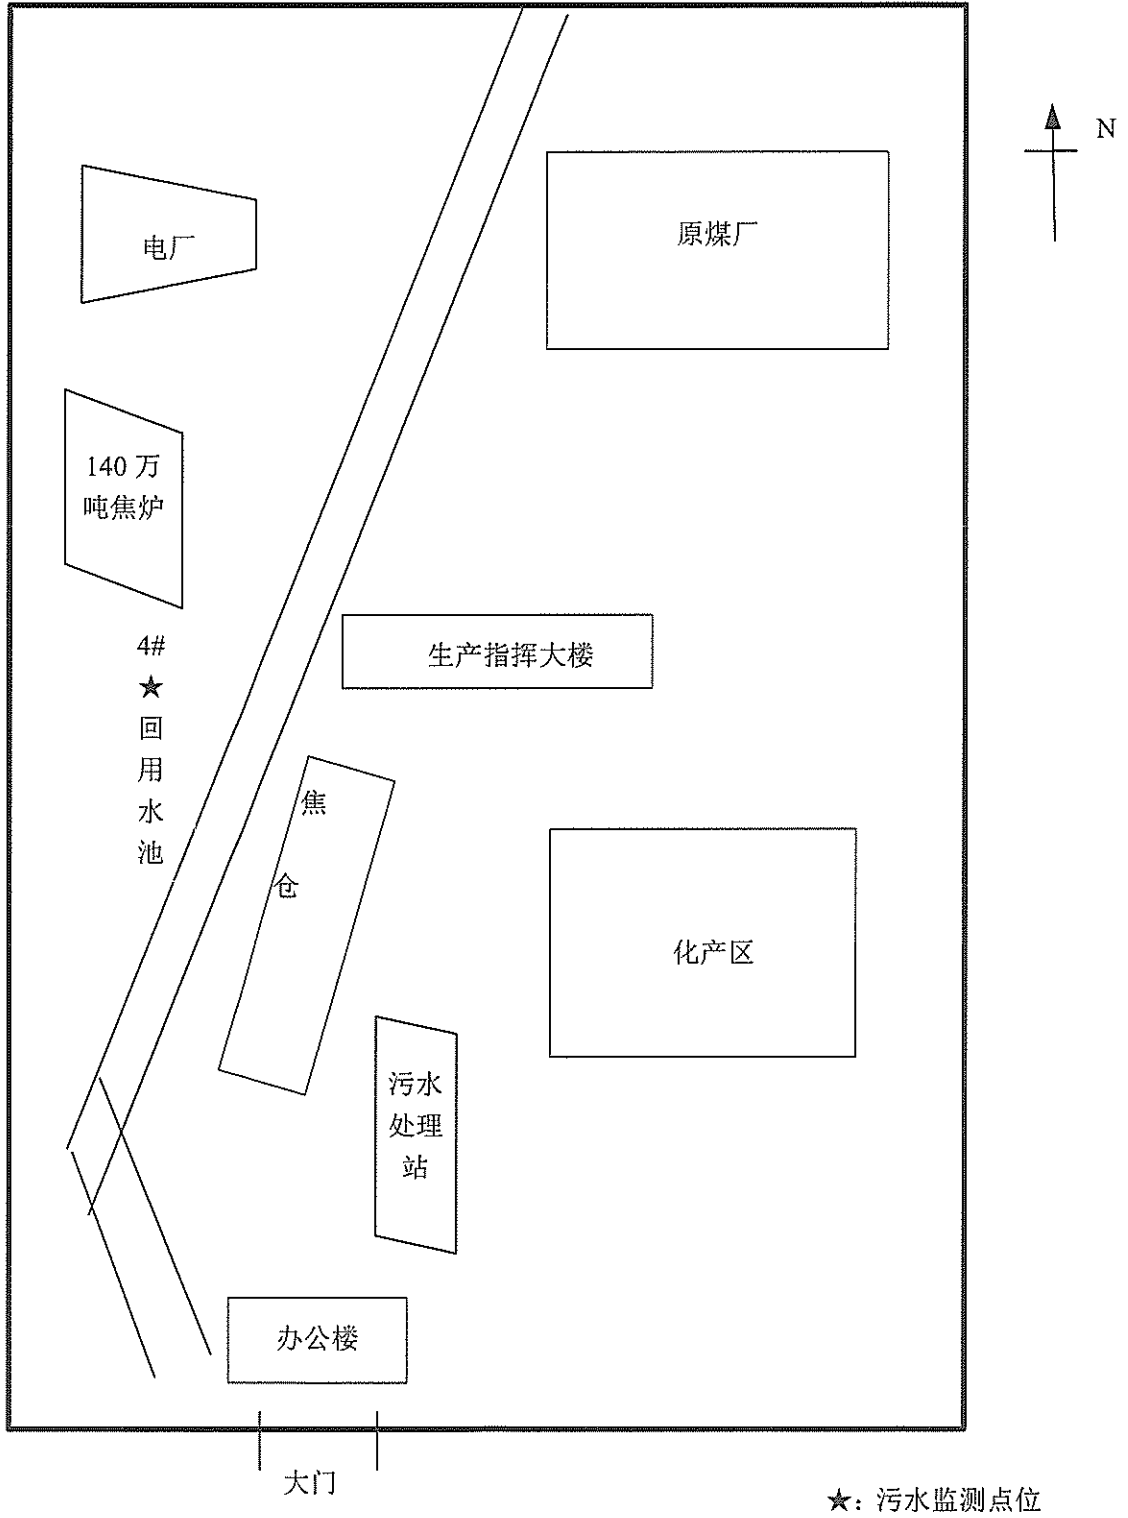 N
原煤厂
电厂
140 万
吨焦炉
4#
★
回
用
水
池
生产指挥大楼
焦
仓
化产区
污水
处理
站
办公楼
大门
★: 污水监测点位